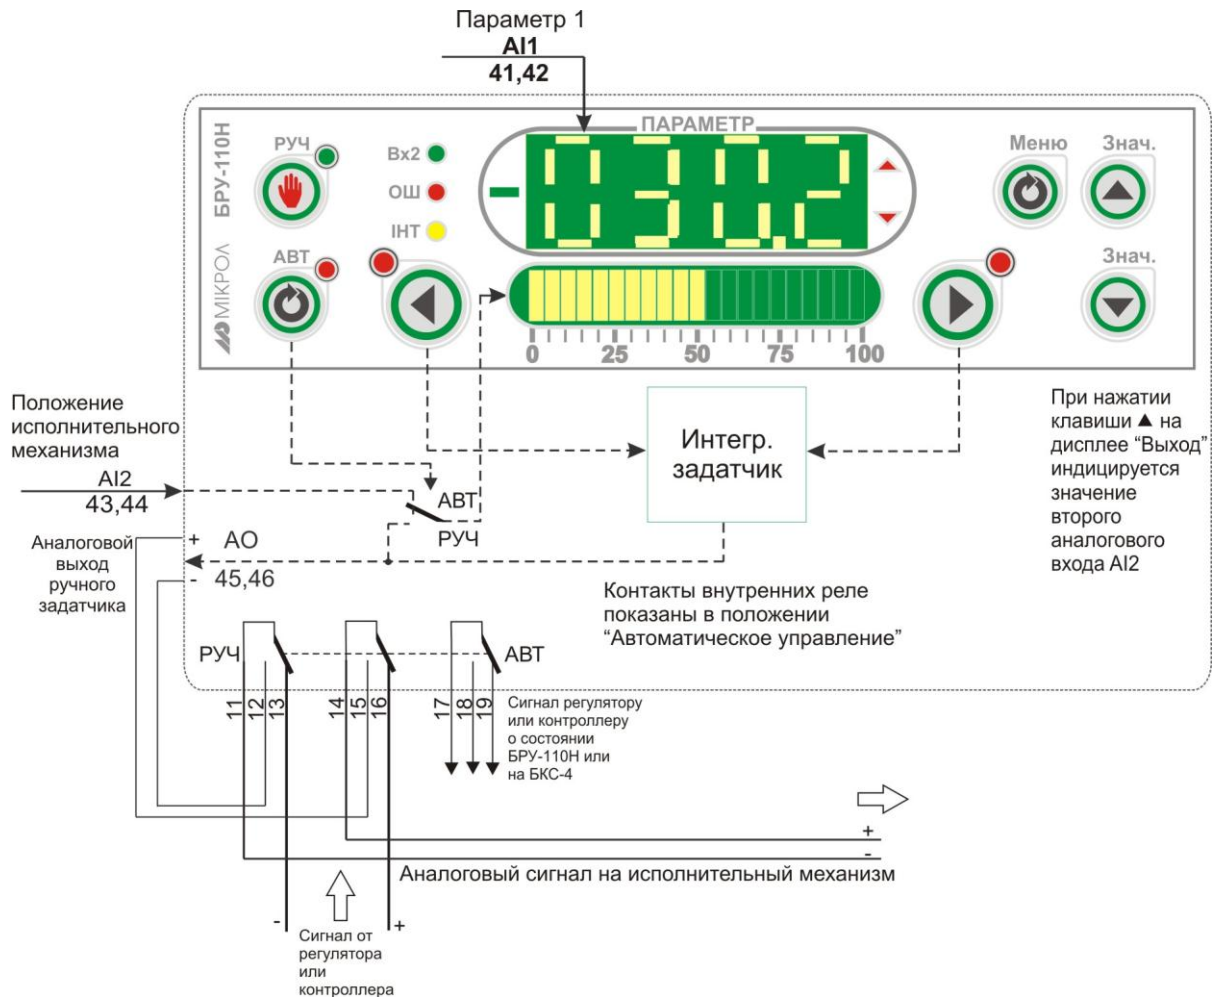 Параметр 1
AI1
41,42
БРУ-110Н
МІКРОЛ
РУЧ
АВТ
Вх2
ОШ
ІНТ
ПАРАМЕТР
030.2
Меню
Знач.
Знач.
0 25 50 75 100
Положение
исполнительного
механизма
AI2
43,44
АВТ
РУЧ
Интегр.
задатчик
При нажатии
клавиши ▲ на
дисплее “Выход”
индицируется
значение
второго
аналогового
входа AI2
Аналоговой
выход
ручного
задатчика
+ АО
- 45,46
Контакты внутренних реле
показаны в положении
“Автоматическое управление”
РУЧ
АВТ
11 12 13 14 15 16 17 18 19
Сигнал регулятору
или контроллеру
о состоянии
БРУ-110Н или
на БКС-4
+
-
Аналоговый сигнал на исполнительный механизм
- +
Сигнал от
регулятора
или
контроллера